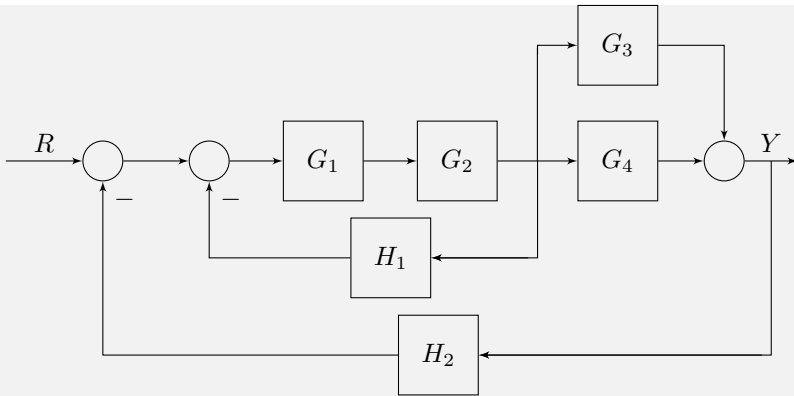 G₃
R
G₁
G₂
G₄
Y
−
−
H₁
H₂